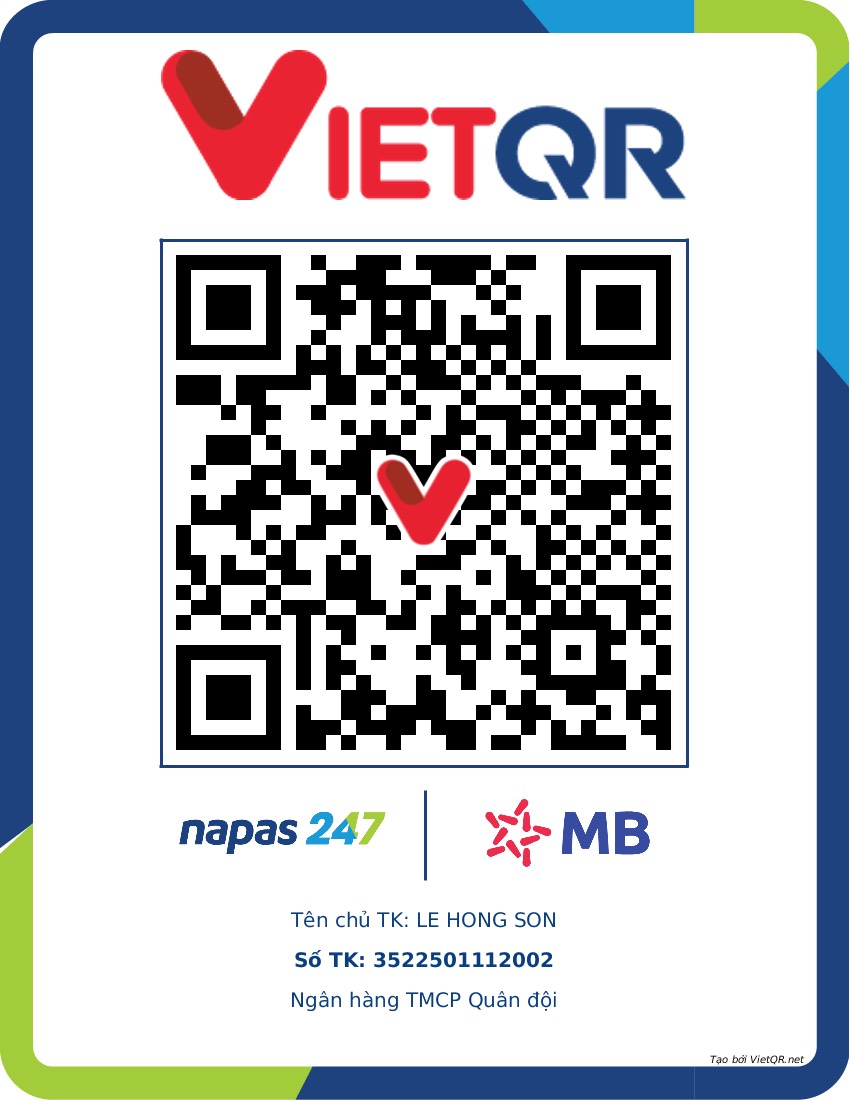 VIETQR
napas 247
MB
Tên chủ TK: LE HONG SON
Số TK: 3522501112002
Ngân hàng TMCP Quân đội
Tạo bởi VietQR.net